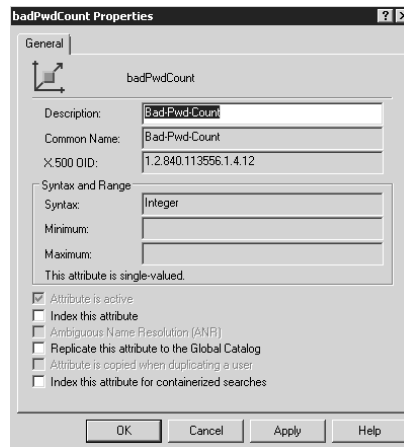 badPwdCount Properties
General
badPwdCount
Description: Bad-Pwd-Count
Common Name: Bad-Pwd-Count
X.500 OID: 1.2.840.113556.1.4.12
Syntax and Range
Syntax: Integer
Minimum:
Maximum:
This attribute is single-valued.
Attribute is active
Index this attribute
Ambiguous Name Resolution (ANR)
Replicate this attribute to the Global Catalog
Attribute is copied when duplicating a user
Index this attribute for containerized searches
OK Cancel Apply Help